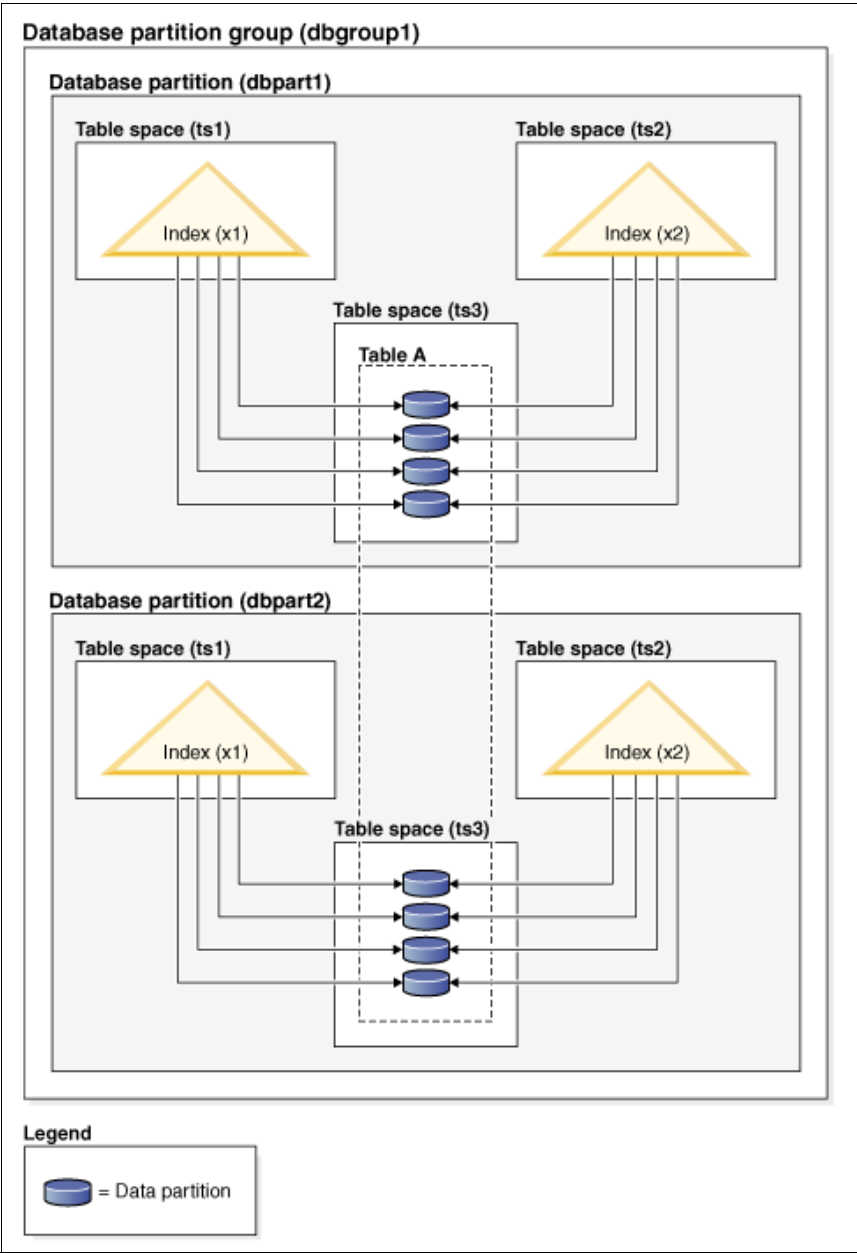 Database partition group (dbgroup1)
Database partition (dbpart1)
Table space (ts1)
Table space (ts2)
Index (x1)
Index (x2)
Table space (ts3)
Table A
Database partition (dbpart2)
Table space (ts1)
Table space (ts2)
Index (x1)
Index (x2)
Table space (ts3)
Legend
= Data partition